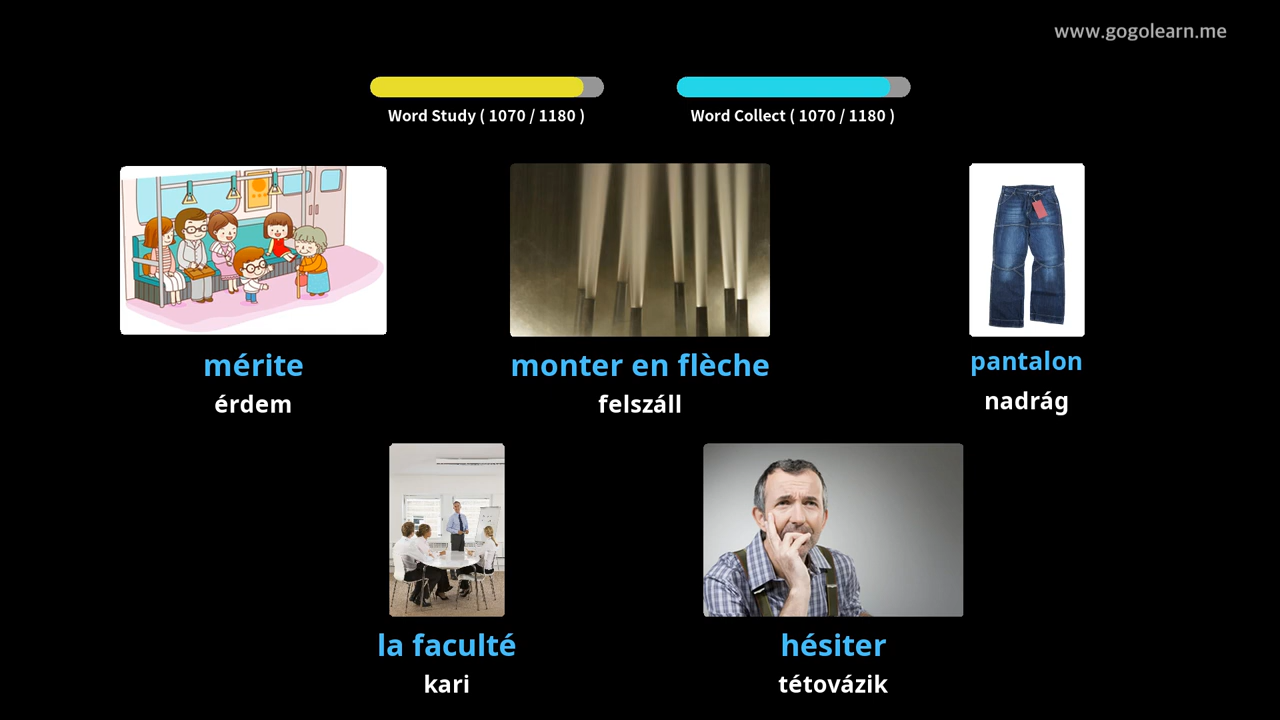 www.gogolearn.me
Word Study ( 1070 / 1180 )
Word Collect ( 1070 / 1180 )
mérite
érdem
monter en flèche
felszáll
pantalon
nadrág
la faculté
kari
hésiter
tétovázik